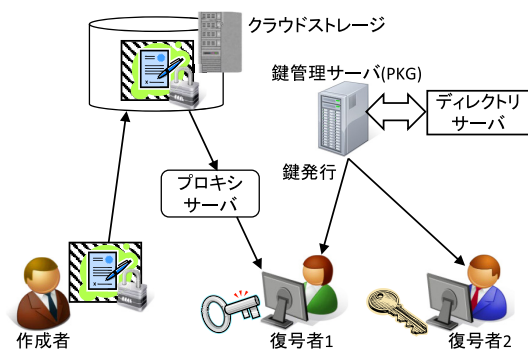 クラウドストレージ
鍵管理サーバ(PKG)
ディレクトリ
サーバ
鍵発行
プロキシ
サーバ
作成者
復号者1
復号者2